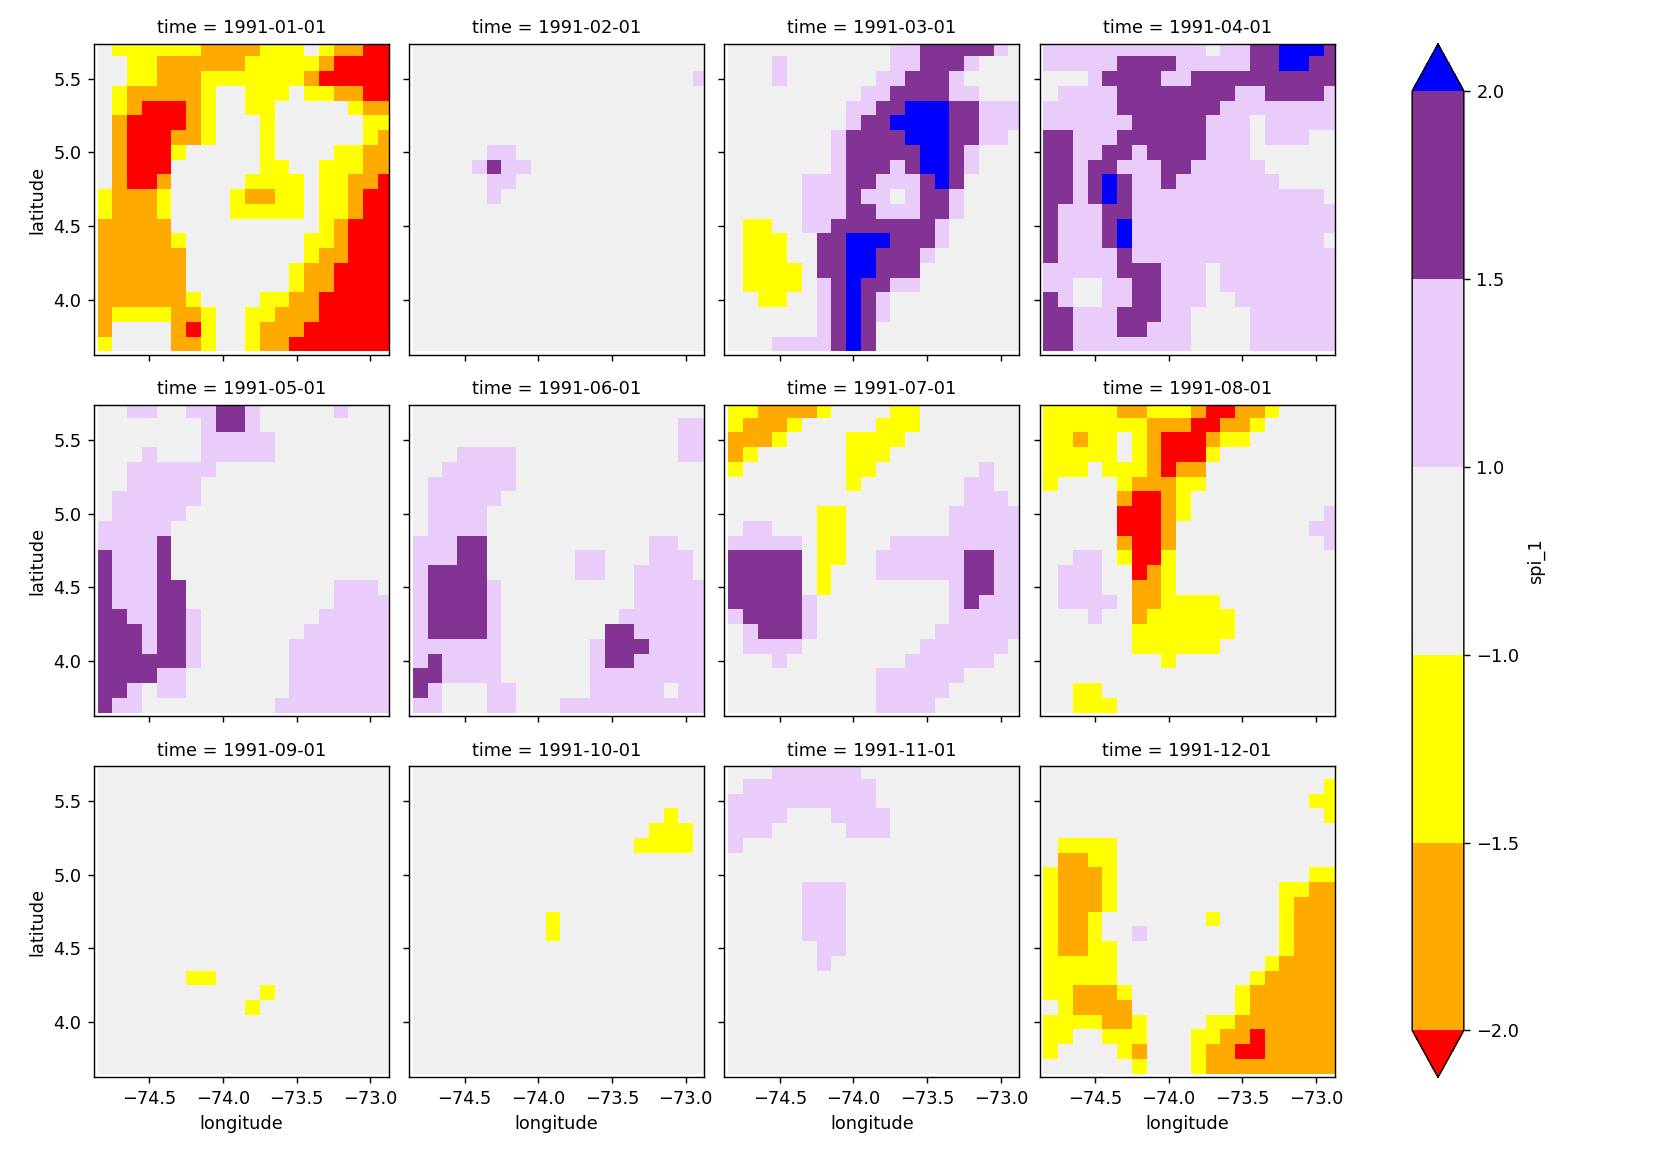 time = 1991-01-01
time = 1991-02-01
time = 1991-03-01
time = 1991-04-01
latitude
5.5
5.0
4.5
4.0
time = 1991-05-01
time = 1991-06-01
time = 1991-07-01
time = 1991-08-01
latitude
5.5
5.0
4.5
4.0
time = 1991-09-01
time = 1991-10-01
time = 1991-11-01
time = 1991-12-01
latitude
5.5
5.0
4.5
4.0
−74.5 −74.0 −73.5 −73.0
−74.5 −74.0 −73.5 −73.0
−74.5 −74.0 −73.5 −73.0
−74.5 −74.0 −73.5 −73.0
longitude
longitude
longitude
longitude
2.0
1.5
1.0
−1.0
−1.5
−2.0
spi_1